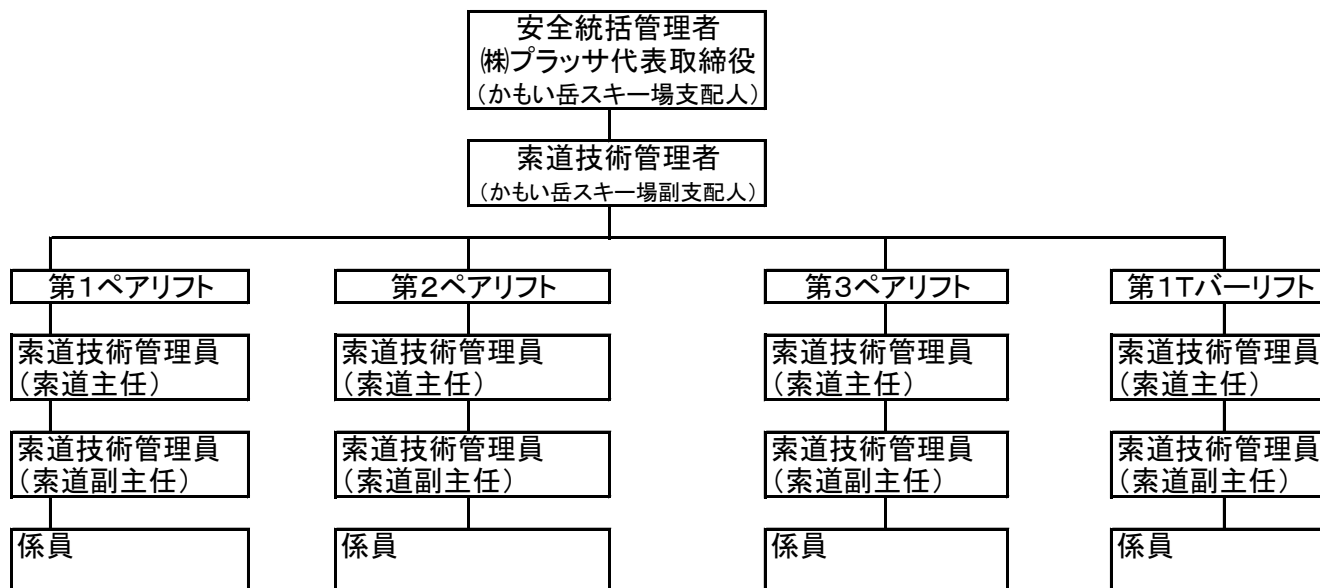 安全統括管理者
㈱プラッサ代表取締役
（かもい岳スキー場支配人）
索道技術管理者
（かもい岳スキー場副支配人）
第１ペアリフト
第２ペアリフト
第３ペアリフト
第１Tバーリフト
索道技術管理員
（索道主任）
索道技術管理員
（索道主任）
索道技術管理員
（索道主任）
索道技術管理員
（索道主任）
索道技術管理員
（索道副主任）
索道技術管理員
（索道副主任）
索道技術管理員
（索道副主任）
索道技術管理員
（索道副主任）
係員
係員
係員
係員